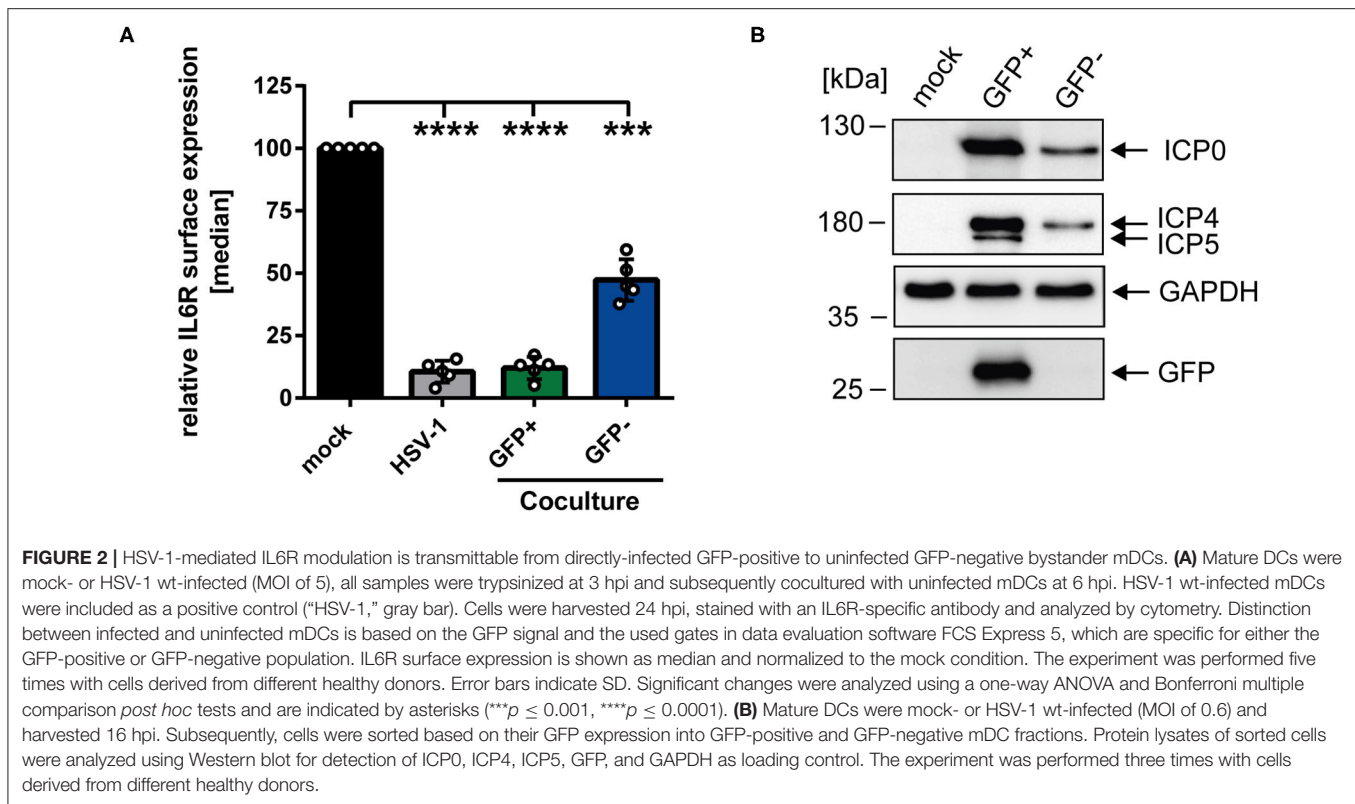 A
relative IL6R surface expression
[median]
125
100
75
50
25
0
**** **** ***
mock
HSV-1
GFP+
GFP-
Coculture
B
[kDa]
mock
GFP+
GFP-
130
ICP0
180
ICP4
ICP5
GAPDH
35
GFP
25
FIGURE 2 | HSV-1-mediated IL6R modulation is transmittable from directly-infected GFP-positive to uninfected GFP-negative bystander mDCs. (A) Mature DCs were
mock- or HSV-1 wt-infected (MOI of 5), all samples were trypsinized at 3 hpi and subsequently cocultured with uninfected mDCs at 6 hpi. HSV-1 wt-infected mDCs
were included as a positive control (“HSV-1,” gray bar). Cells were harvested 24 hpi, stained with an IL6R-specific antibody and analyzed by cytometry. Distinction
between infected and uninfected mDCs is based on the GFP signal and the used gates in data evaluation software FCS Express 5, which are specific for either the
GFP-positive or GFP-negative population. IL6R surface expression is shown as median and normalized to the mock condition. The experiment was performed five
times with cells derived from different healthy donors. Error bars indicate SD. Significant changes were analyzed using a one-way ANOVA and Bonferroni multiple
comparison post hoc tests and are indicated by asterisks (***p ≤ 0.001, ****p ≤ 0.0001). (B) Mature DCs were mock- or HSV-1 wt-infected (MOI of 0.6) and
harvested 16 hpi. Subsequently, cells were sorted based on their GFP expression into GFP-positive and GFP-negative mDC fractions. Protein lysates of sorted cells
were analyzed using Western blot for detection of ICP0, ICP4, ICP5, GFP, and GAPDH as loading control. The experiment was performed three times with cells
derived from different healthy donors.